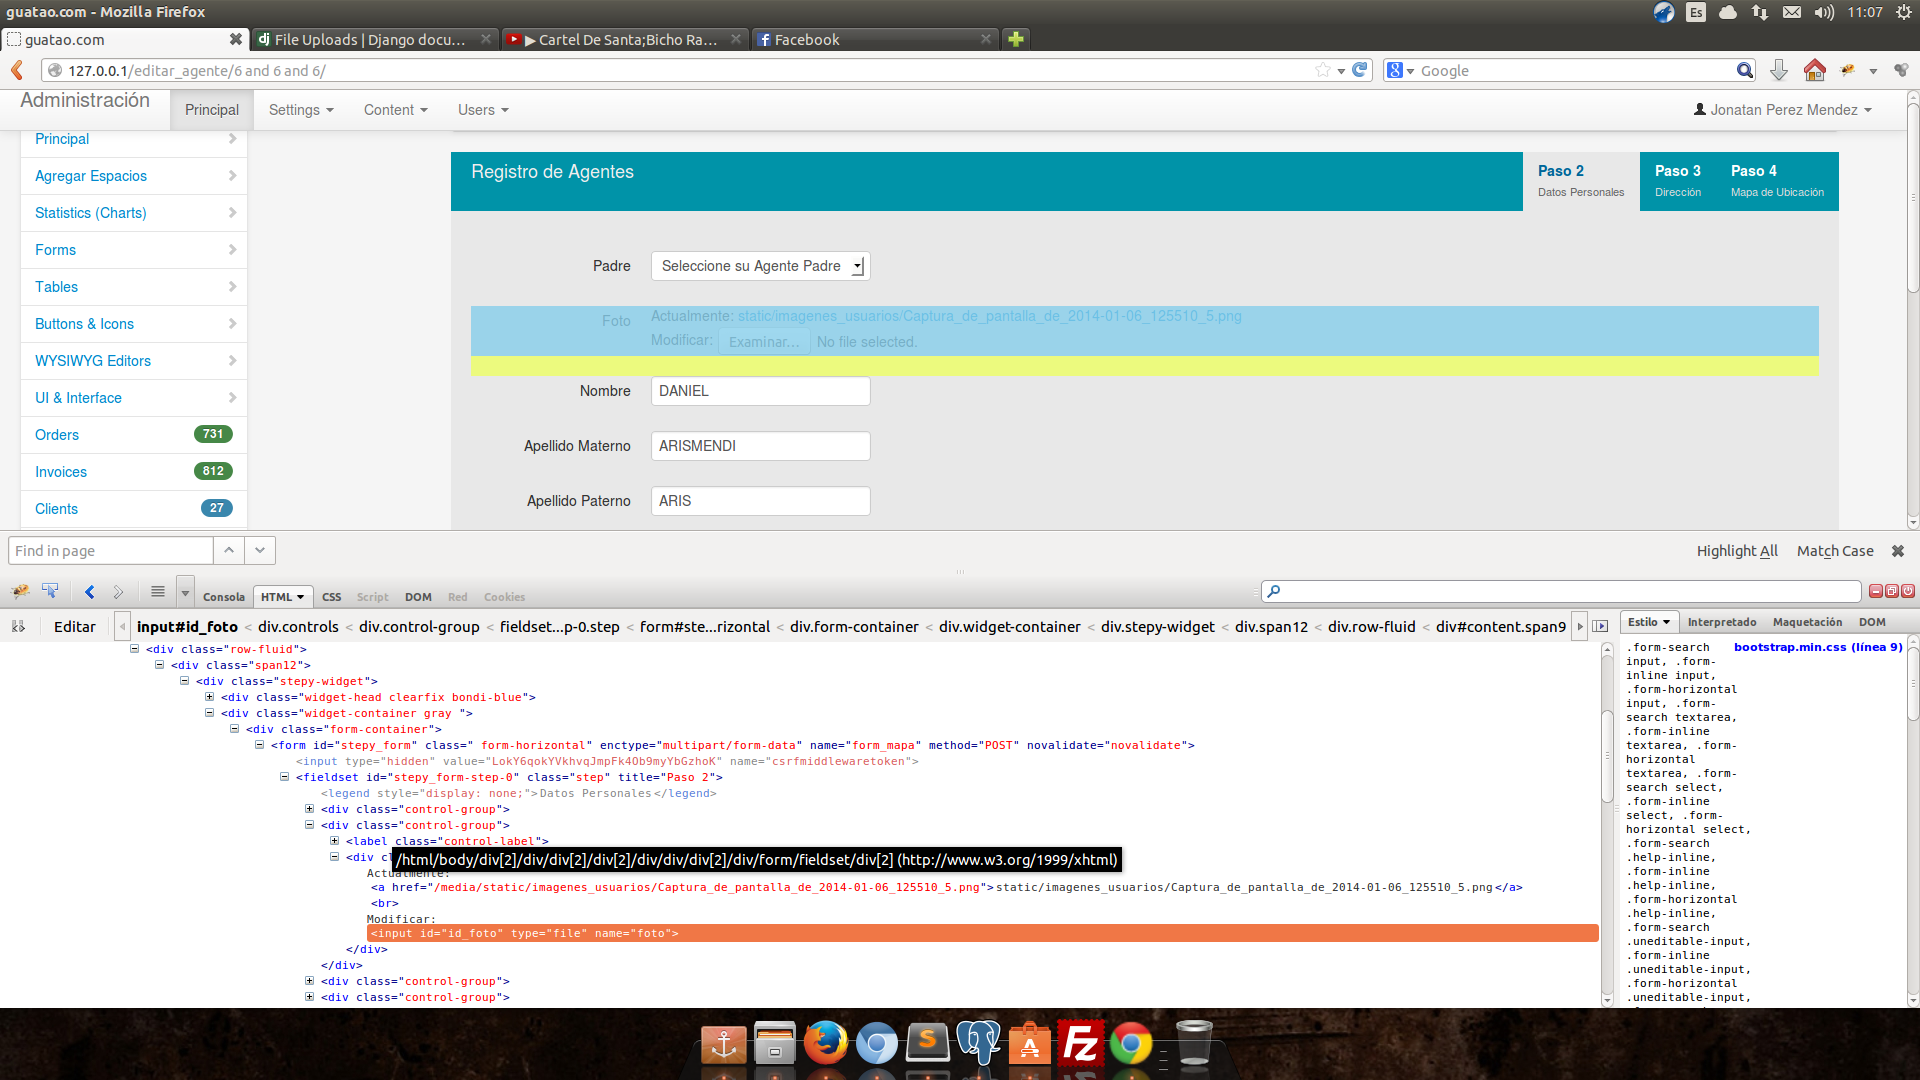 guatao.com - Mozilla Firefox
Es
11:07
guatao.com
dj File Uploads | Django docu...
▶ Cartel De Santa;Bicho Ra...
Facebook
127.0.0.1/editar_agente/6 and 6 and 6/
Google
Administración
Principal
Settings
Content
Users
Jonatan Perez Mendez
Principal
Agregar Espacios
Statistics (Charts)
Forms
Tables
Buttons & Icons
WYSIWYG Editors
UI & Interface
Orders 731
Invoices 812
Clients 27
Registro de Agentes
Paso 2
Datos Personales
Paso 3
Dirección
Paso 4
Mapa de Ubicación
Padre Seleccione su Agente Padre
Foto Actualmente: static/imagenes_usuarios/Captura_de_pantalla_de_2014-01-06_125510_5.png
Modificar: Examinar... No file selected.
Nombre DANIEL
Apellido Materno ARISMENDI
Apellido Paterno ARIS
Find in page
Highlight All Match Case
Consola HTML CSS Script DOM Red Cookies
Editar input#id_foto < div.controls < div.control-group < fieldset...p-0.step < form#ste...rizontal < div.form-container < div.widget-container < div.stepy-widget < div.span12 < div.row-fluid < div#content.span9
<div class="row-fluid">
<div class="span12">
<div class="stepy-widget">
<div class="widget-head clearfix bondi-blue">
<div class="widget-container gray ">
<div class="form-container">
<form id="stepy_form" class=" form-horizontal" enctype="multipart/form-data" name="form_mapa" method="POST" novalidate="novalidate">
<input type="hidden" value="LokY6qokYVkhvqJmpFk4Ob9myYbGzhoK" name="csrfmiddlewaretoken">
<fieldset id="stepy_form-step-0" class="step" title="Paso 2">
<legend style="display: none;">Datos Personales</legend>
<div class="control-group">
<div class="control-group">
<label class="control-label">
<div cl
/html/body/div[2]/div/div[2]/div[2]/div/div/div[2]/div/form/fieldset/div[2] (http://www.w3.org/1999/xhtml)
Actualmente:
<a href="/media/static/imagenes_usuarios/Captura_de_pantalla_de_2014-01-06_125510_5.png">static/imagenes_usuarios/Captura_de_pantalla_de_2014-01-06_125510_5.png</a>
<br>
Modificar:
<input id="id_foto" type="file" name="foto">
</div>
</div>
<div class="control-group">
<div class="control-group">
Estilo Interpretado Maquetación DOM
.form-search bootstrap.min.css (línea 9)
input, .form-
inline input,
.form-horizontal
input, .form-
search textarea,
.form-inline
textarea, .form-
horizontal
textarea, .form-
search select,
.form-inline
select, .form-
horizontal select,
.form-search
.help-inline,
.form-inline
.help-inline,
.form-horizontal
.help-inline,
.form-search
.uneditable-input,
.form-inline
.uneditable-input,
.form-horizontal
.uneditable-input,
S
A
FZ